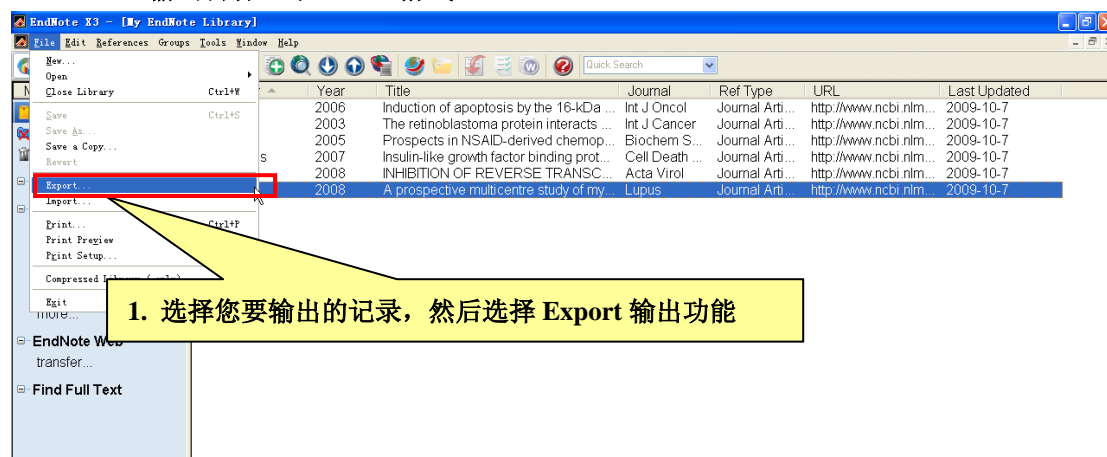 EndNote X3 - [My EndNote Library]
File Edit References Groups Tools Window Help
New...
Open
Close Library Ctrl+W
Save Ctrl+S
Save As...
Save a Copy...
Revert
Export...
Import...
Print... Ctrl+P
Print Preview
Print Setup...
Compressed
Exit
Quick Search
Year Title Journal Ref Type URL Last Updated
2006 Induction of apoptosis by the 16-kDa ... Int J Oncol Journal Arti... http://www.ncbi.nlm... 2009-10-7
2003 The retinoblastoma protein interacts ... Int J Cancer Journal Arti... http://www.ncbi.nlm... 2009-10-7
2005 Prospects in NSAID-derived chemop... Biochem S... Journal Arti... http://www.ncbi.nlm... 2009-10-7
s 2007 Insulin-like growth factor binding prot... Cell Death ... Journal Arti... http://www.ncbi.nlm... 2009-10-7
2008 INHIBITION OF REVERSE TRANSC... Acta Virol Journal Arti... http://www.ncbi.nlm... 2009-10-7
2008 A prospective multicentre study of my... Lupus Journal Arti... http://www.ncbi.nlm... 2009-10-7
1. 选择您要输出的记录，然后选择 Export 输出功能
more...
EndNote Web
transfer...
Find Full Text